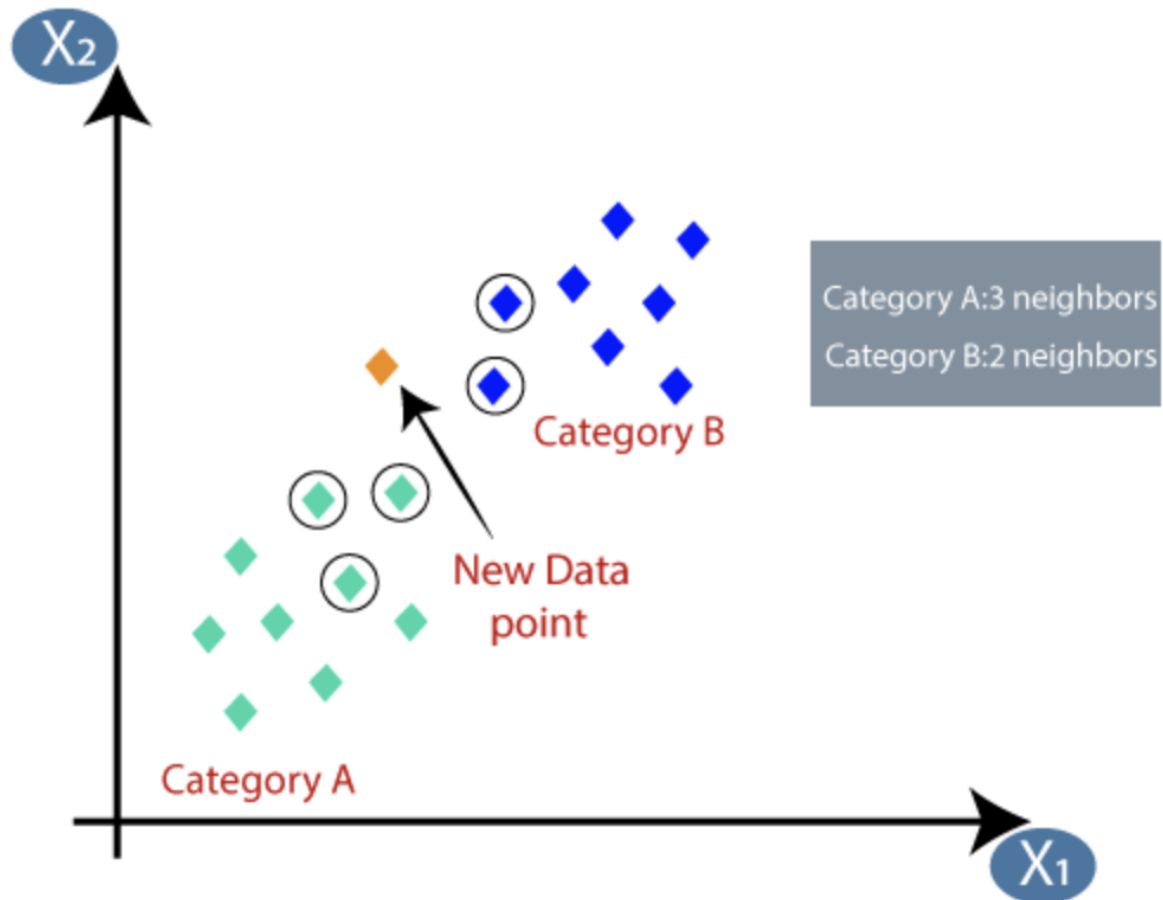 X₂
Category A:3 neighbors
Category B:2 neighbors
Category B
New Data
point
Category A
X₁